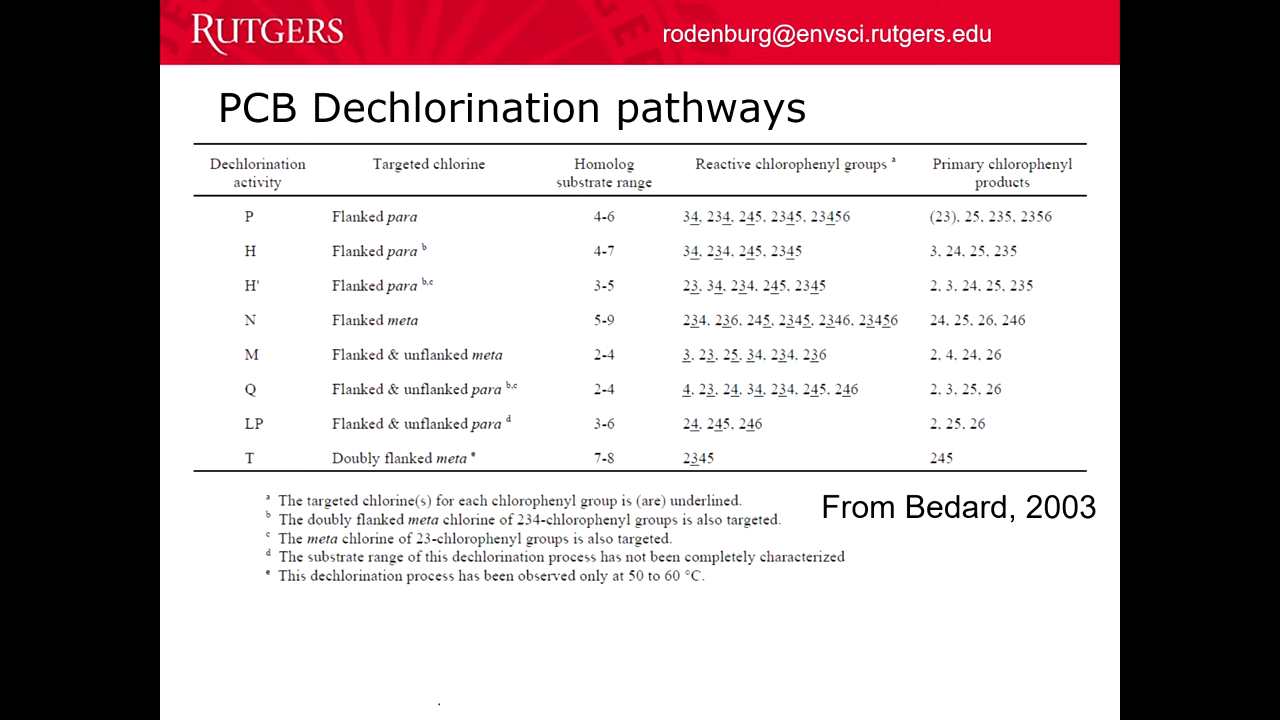 RUTGERS
rodenburg@envsci.rutgers.edu
PCB Dechlorination pathways
Dechlorination activity Targeted chlorine Homolog substrate range Reactive chlorophenyl groups a Primary chlorophenyl products
P Flanked para 4-6 34, 234, 245, 2345, 23456 (23), 25, 235, 2356
H Flanked para b 4-7 34, 234, 245, 2345 3, 24, 25, 235
H' Flanked para b,c 3-5 23, 34, 234, 245, 2345 2, 3, 24, 25, 235
N Flanked meta 5-9 234, 236, 245, 2345, 2346, 23456 24, 25, 26, 246
M Flanked & unflanked meta 2-4 3, 23, 25, 34, 234, 236 2, 4, 24, 26
Q Flanked & unflanked para b,c 2-4 4, 23, 24, 34, 234, 245, 246 2, 3, 25, 26
LP Flanked & unflanked para d 3-6 24, 245, 246 2, 25, 26
T Doubly flanked meta e 7-8 2345 245
a The targeted chlorine(s) for each chlorophenyl group is (are) underlined.
b The doubly flanked meta chlorine of 234-chlorophenyl groups is also targeted.
c The meta chlorine of 23-chlorophenyl groups is also targeted.
d The substrate range of this dechlorination process has not been completely characterized
e This dechlorination process has been observed only at 50 to 60 °C.
From Bedard, 2003